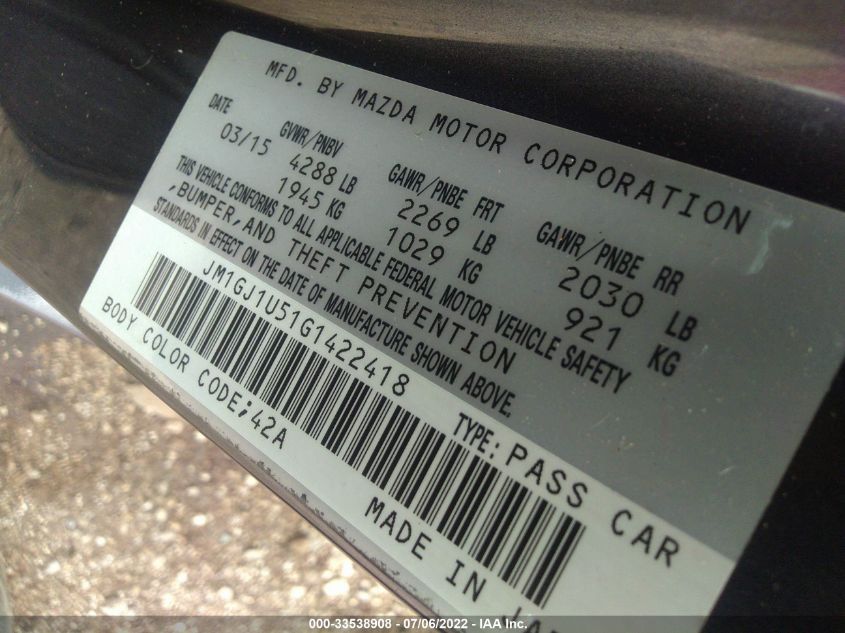 MFD. BY MAZDA MOTOR CORPORATION
DATE GVWR/PNBV GAWR/PNBE FRT GAWR/PNBE RR
03/15 4288 LB 2269 LB 2030 LB
1945 KG 1029 KG 921 KG
THIS VEHICLE CONFORMS TO ALL APPLICABLE FEDERAL MOTOR VEHICLE SAFETY
,BUMPER,AND THEFT PREVENTION
STANDARDS IN EFFECT ON THE DATE OF MANUFACTURE SHOWN ABOVE.
JM1GJ1U51G1422418 TYPE: PASS CAR
BODY COLOR CODE;42A MADE IN
000-33538908 - 07/06/2022 - IAA Inc.